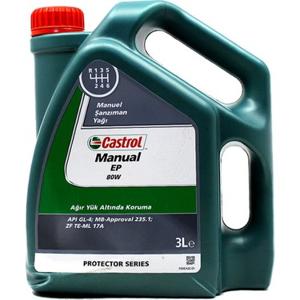 R 1 3 5
2 4 6
Manuel
Şanzıman
Yağı
Castrol
Manual
EP
80W
Ağır Yük Altında Koruma
API GL-4; MB-Approval 235.1;
ZF TE-ML 17A
3L e
PROTECTOR SERIES